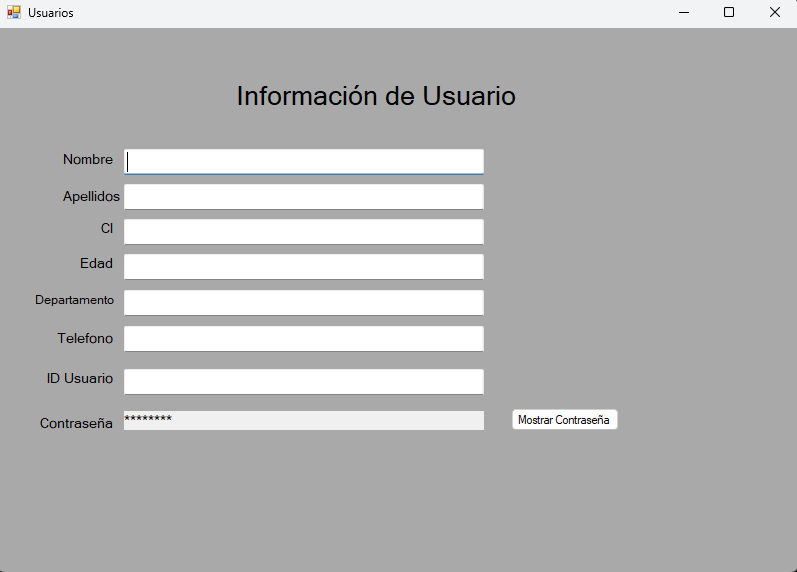 Usuarios
Información de Usuario
Nombre
Apellidos
CI
Edad
Departamento
Telefono
ID Usuario
Contraseña ******** Mostrar Contraseña